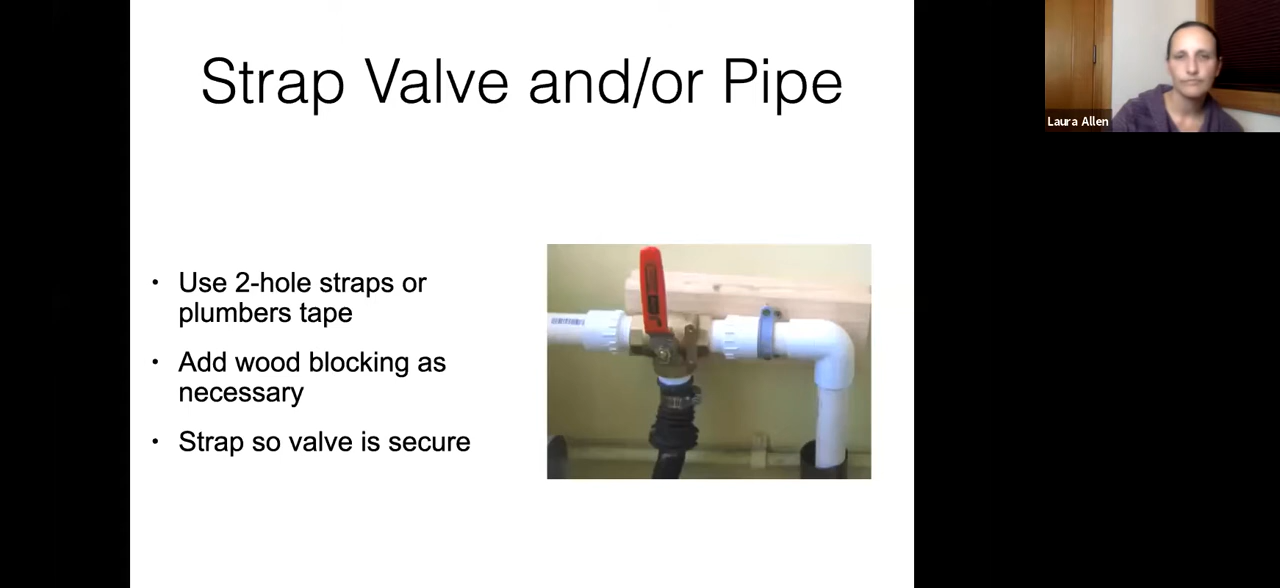 Strap Valve and/or Pipe
Laura Allen
• Use 2-hole straps or
plumbers tape
• Add wood blocking as
necessary
• Strap so valve is secure